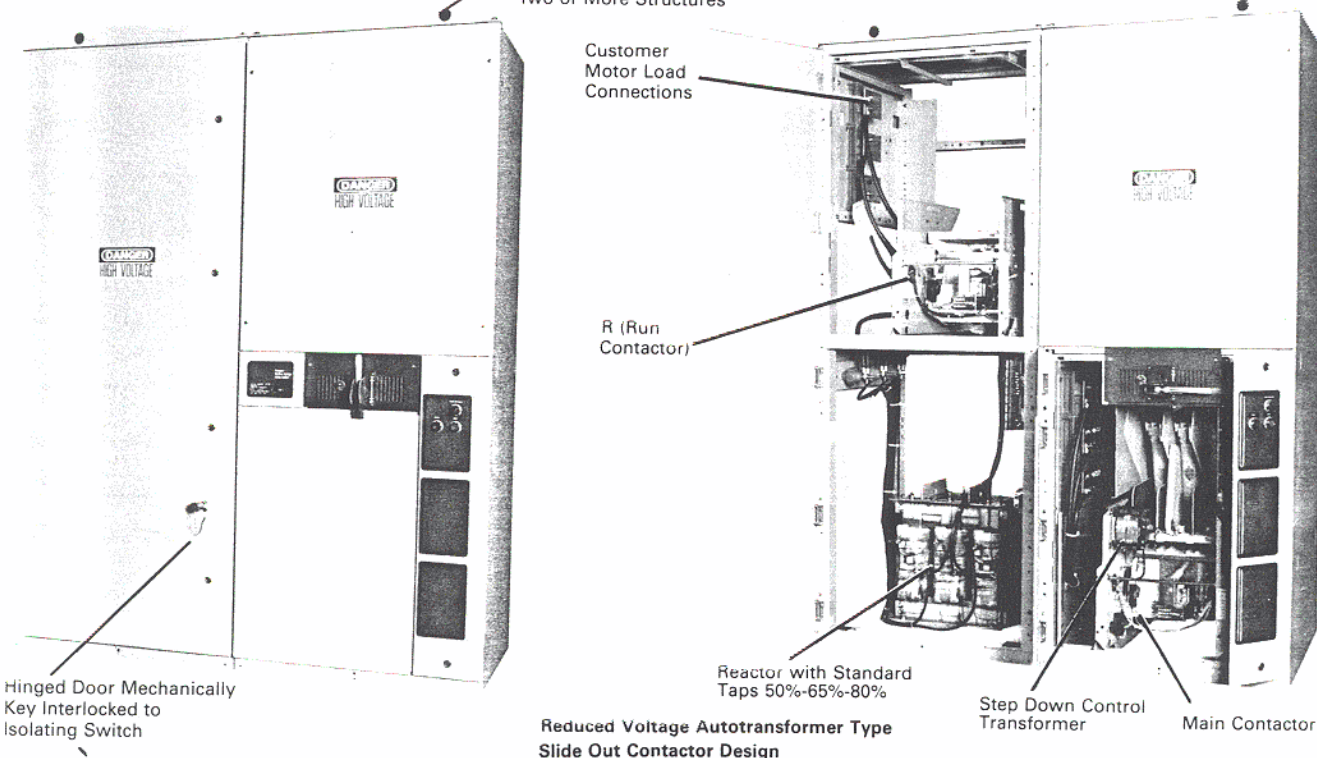 Two or More Structures
Customer
Motor Load
Connections
DANGER
HIGH VOLTAGE
DANGER
HIGH VOLTAGE
DANGER
HIGH VOLTAGE
R (Run
Contactor)
Hinged Door Mechanically
Key Interlocked to
Isolating Switch
Reactor with Standard
Taps 50%-65%-80%
Step Down Control
Transformer
Main Contactor
Reduced Voltage Autotransformer Type
Slide Out Contactor Design